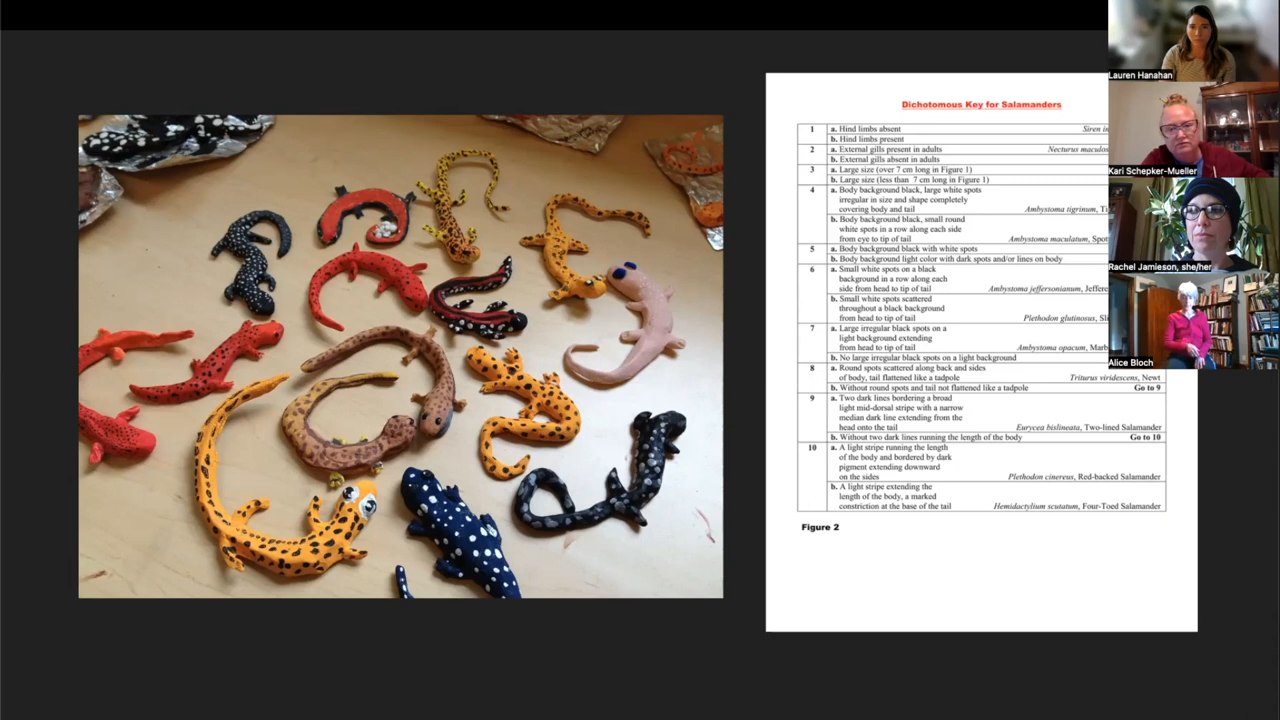 Dichotomous Key for Salamanders
1 a. Hind limbs absent Siren in
b. Hind limbs present
2 a. External gills present in adults Necturus maculos
b. External gills absent in adults
3 a. Large size (over 7 cm long in Figure 1)
b. Large size (less than 7 cm long in Figure 1)
4 a. Body background black, large white spots
irregular in size and shape completely
covering body and tail Ambystoma tigrinum, Ti
b. Body background black, small round
white spots in a row along each side
from eye to tip of tail Ambystoma maculatum, Spot
5 a. Body background black with white spots
b. Body background light color with dark spots and/or lines on body
6 a. Small white spots on a black
background in a row along each
side from head to tip of tail Ambystoma jeffersonianum, Jeffere
b. Small white spots scattered
throughout a black background
from head to tip of tail Plethodon glutinosus, Sli
7 a. Large irregular black spots on a
light background extending
from head to tip of tail Ambystoma opacum, Marb
b. No large irregular black spots on a light background
8 a. Round spots scattered along back and sides
of body, tail flattened like a tadpole Triturus viridescens, Newt
b. Without round spots and tail not flattened like a tadpole Go to 9
9 a. Two dark lines bordering a broad
light mid-dorsal stripe with a narrow
median dark line extending from the
head onto the tail Eurycea bislineata, Two-lined Salamander
b. Without two dark lines running the length of the body Go to 10
10 a. A light stripe running the length
of the body and bordered by dark
pigment extending downward
on the sides Plethodon cinereus, Red-backed Salamander
b. A light stripe extending the
length of the body, a marked
constriction at the base of the tail Hemidactylium scutatum, Four-Toed Salamander
Figure 2
Lauren Hanahan
Kari Schepker-Mueller
Rachel Jamieson, she/her
Alice Bloch